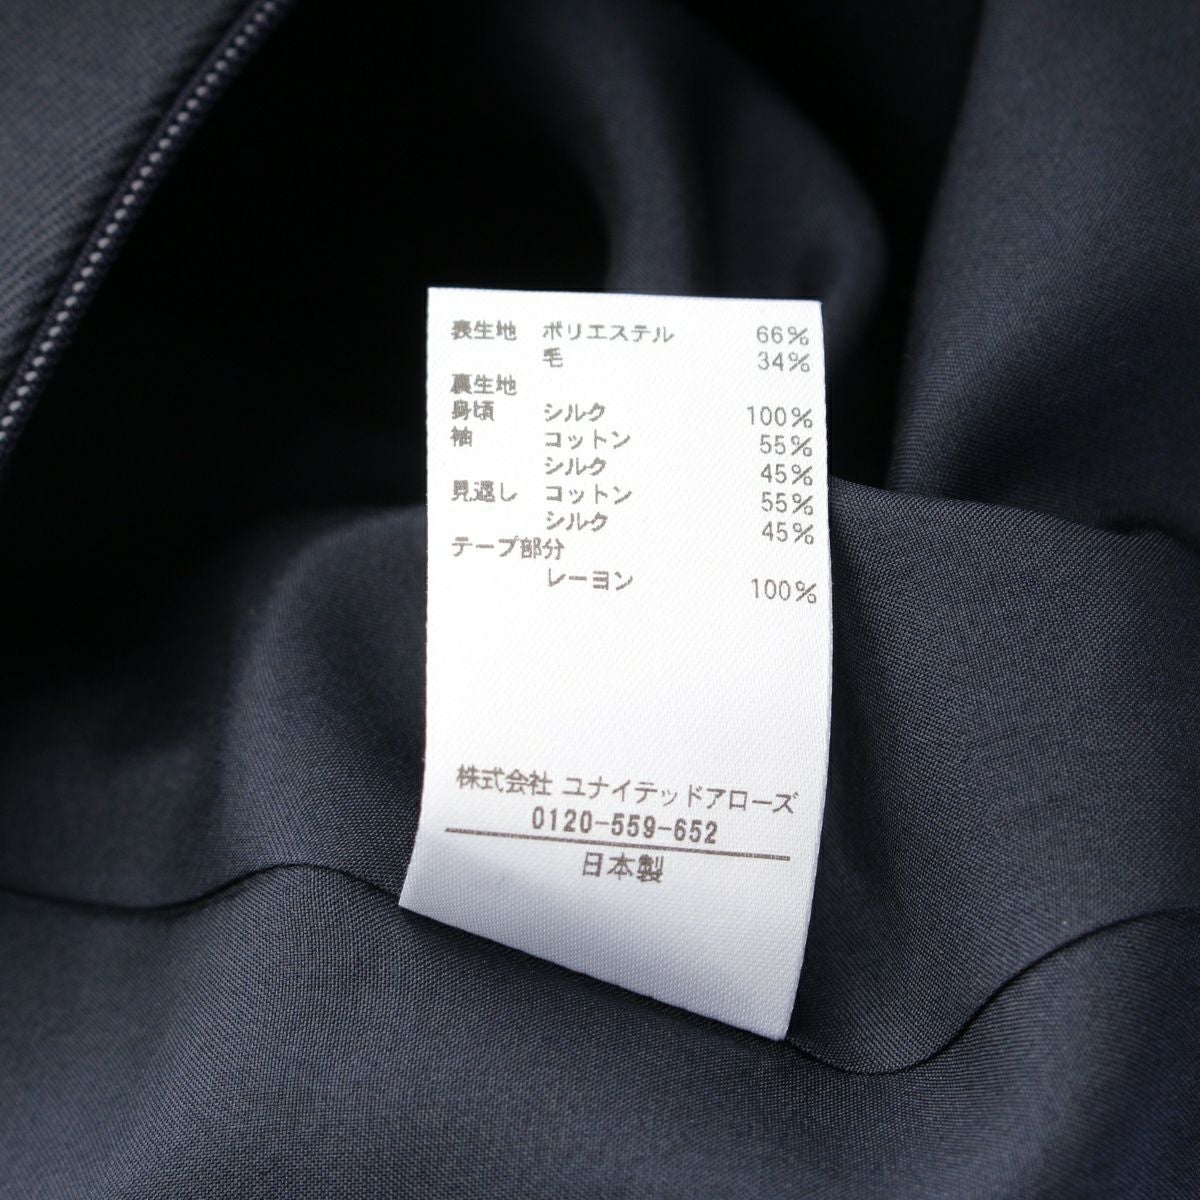 表生地 ポリエステル 66%
毛 34%
裏生地
身頃 シルク 100%
袖 コットン 55%
シルク 45%
見返し コットン 55%
シルク 45%
テープ部分
レーヨン 100%
株式会社 ユナイテッドアローズ
0120-559-652
日本製